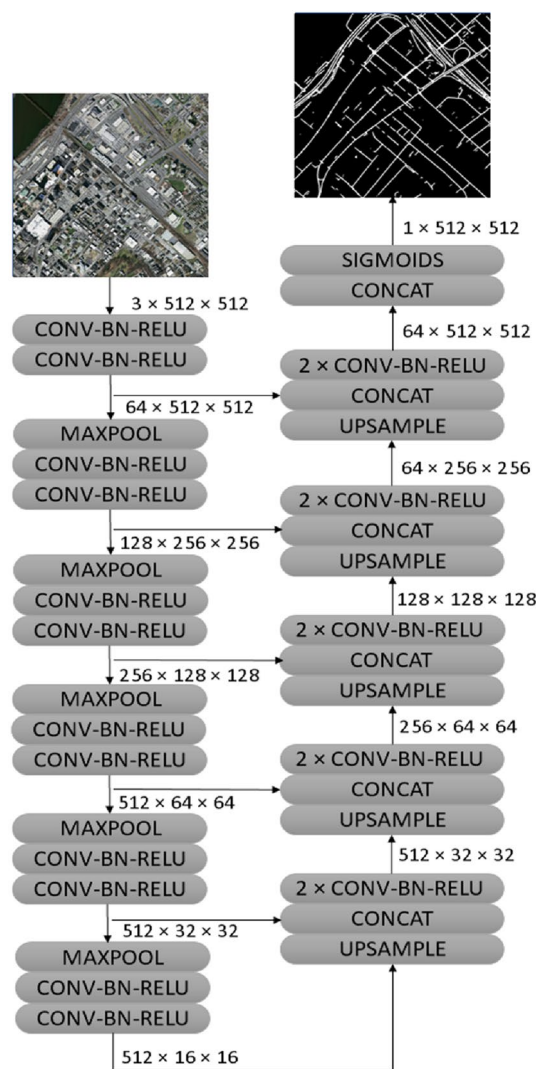 3 × 512 × 512
CONV-BN-RELU
CONV-BN-RELU
64 × 512 × 512
MAXPOOL
CONV-BN-RELU
CONV-BN-RELU
128 × 256 × 256
MAXPOOL
CONV-BN-RELU
CONV-BN-RELU
256 × 128 × 128
MAXPOOL
CONV-BN-RELU
CONV-BN-RELU
512 × 64 × 64
MAXPOOL
CONV-BN-RELU
CONV-BN-RELU
512 × 32 × 32
MAXPOOL
CONV-BN-RELU
CONV-BN-RELU
512 × 16 × 16
1 × 512 × 512
SIGMOIDS
CONCAT
64 × 512 × 512
2 × CONV-BN-RELU
CONCAT
UPSAMPLE
64 × 256 × 256
2 × CONV-BN-RELU
CONCAT
UPSAMPLE
128 × 128 × 128
2 × CONV-BN-RELU
CONCAT
UPSAMPLE
256 × 64 × 64
2 × CONV-BN-RELU
CONCAT
UPSAMPLE
512 × 32 × 32
2 × CONV-BN-RELU
CONCAT
UPSAMPLE